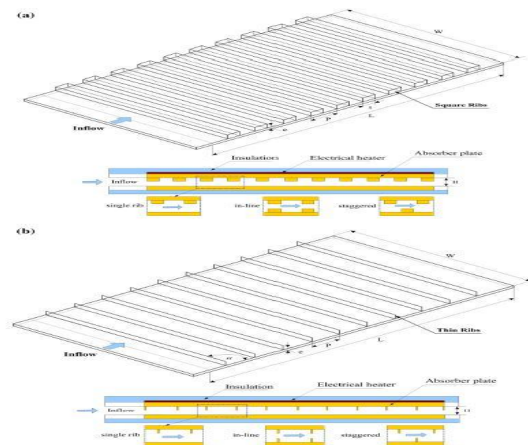 (a)
W
Square Ribs
Inflow
e
P
L
Insulation
Electrical heater
Absorber plate
Inflow
H
single rib
in-line
staggered
(b)
W
Thin Ribs
Inflow
α
e
P
L
Insulation
Electrical heater
Absorber plate
Inflow
H
single rib
in-line
staggered